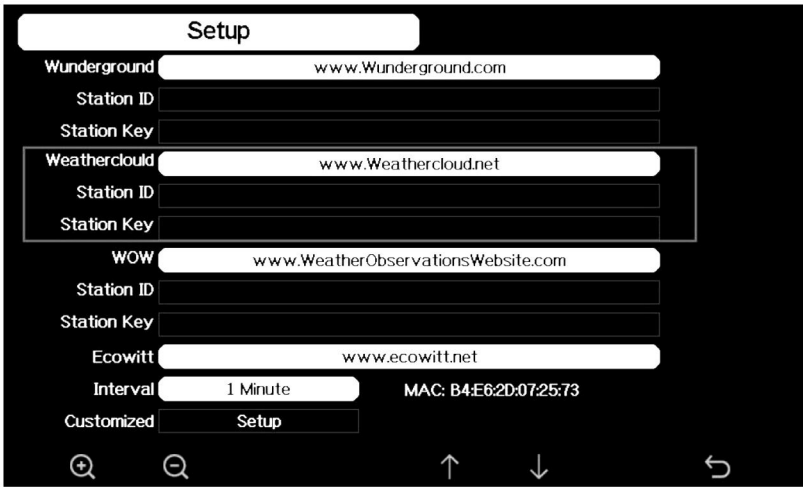 Setup
Wunderground www.Wunderground.com
Station ID
Station Key
Weatherclould www.Weathercloud.net
Station ID
Station Key
WOW www.WeatherObservationsWebsite.com
Station ID
Station Key
Ecowitt www.ecowitt.net
Interval 1 Minute MAC: B4:E6:2D:07:25:73
Customized Setup